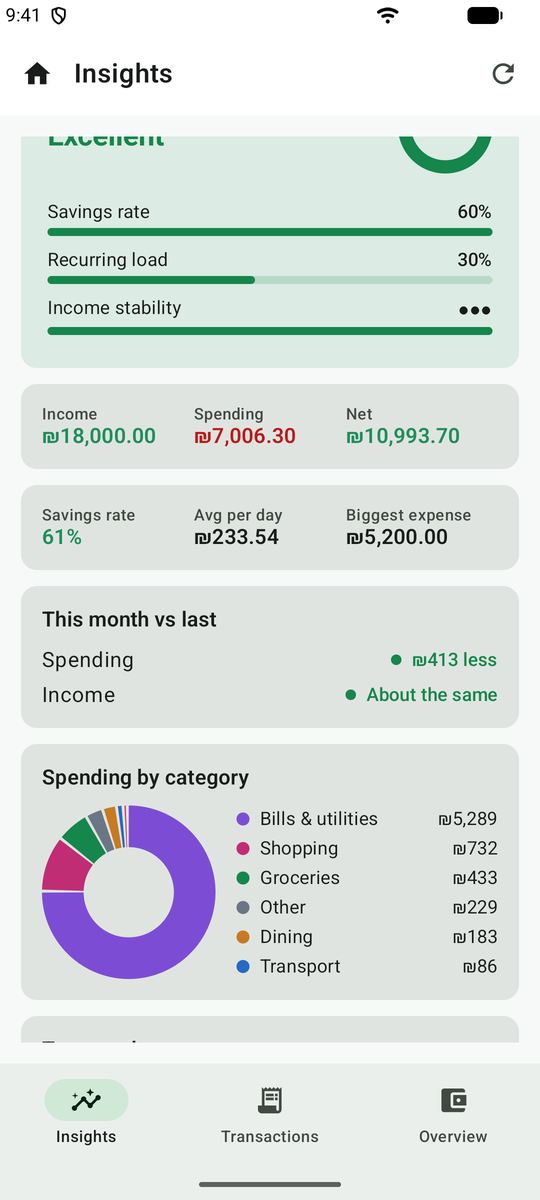 9:41
Insights
Excellent
Savings rate 60%
Recurring load 30%
Income stability •••
Income Spending Net
₪18,000.00 ₪7,006.30 ₪10,993.70
Savings rate Avg per day Biggest expense
61% ₪233.54 ₪5,200.00
This month vs last
Spending ₪413 less
Income About the same
Spending by category
Bills & utilities ₪5,289
Shopping ₪732
Groceries ₪433
Other ₪229
Dining ₪183
Transport ₪86
Insights Transactions Overview